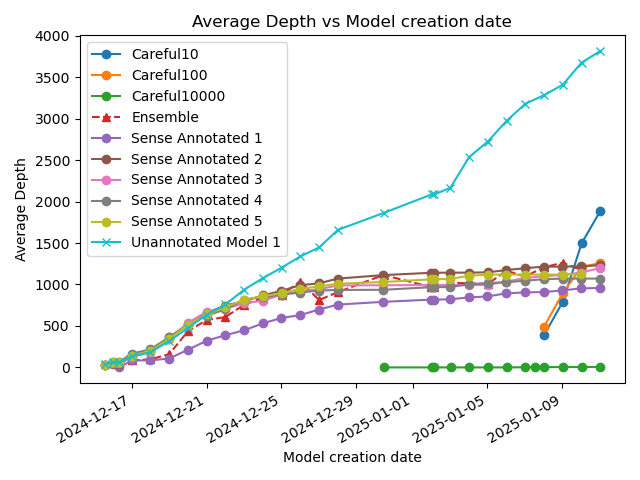 Average Depth vs Model creation date
4000
3500
3000
2500
2000
1500
1000
500
0
Average Depth
Careful10
Careful100
Careful10000
Ensemble
Sense Annotated 1
Sense Annotated 2
Sense Annotated 3
Sense Annotated 4
Sense Annotated 5
Unannotated Model 1
2024-12-17
2024-12-21
2024-12-25
2024-12-29
2025-01-01
2025-01-05
2025-01-09
Model creation date